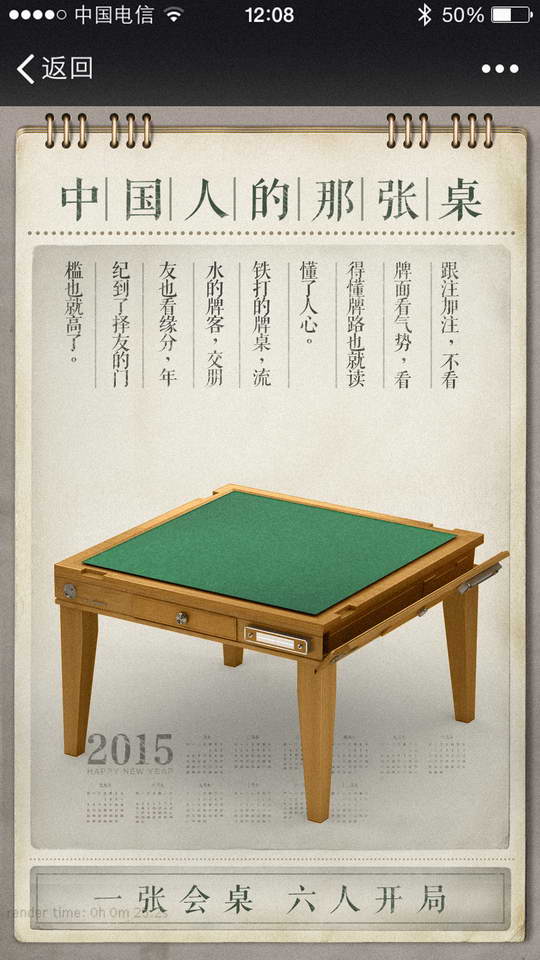 中国电信
12:08
50%
返回
中国人的那张桌
跟注加注，不看
牌面看气势，看
得懂牌路也就读
懂了人心。
铁打的牌桌，流
水的牌客，交朋
友也看缘分，年
纪到了择友的门
槛也就高了。
2015
HAPPY NEW YEAR
一张会桌 六人开局
render time: 0h 0m